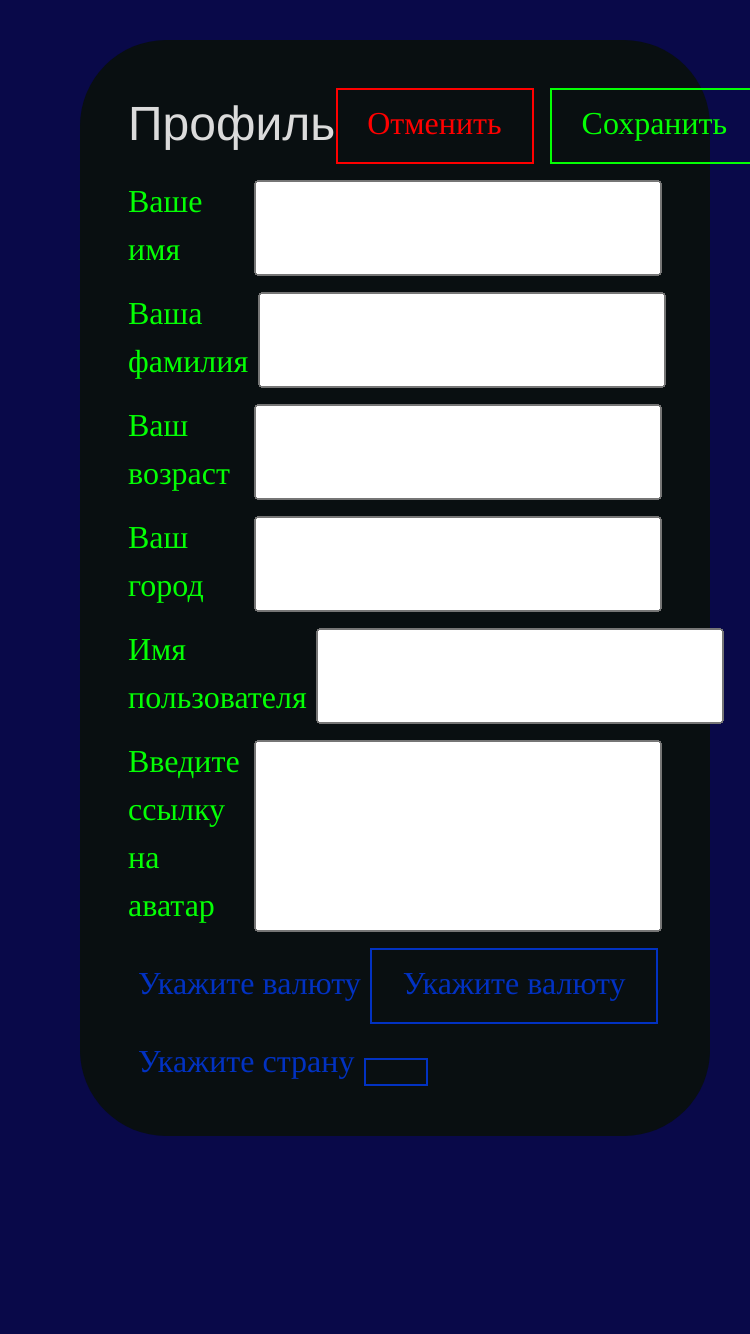 Профиль Отменить Сохранить
Ваше
имя
Ваша
фамилия
Ваш
возраст
Ваш
город
Имя
пользователя
Введите
ссылку
на
аватар
Укажите валюту Укажите валюту
Укажите страну